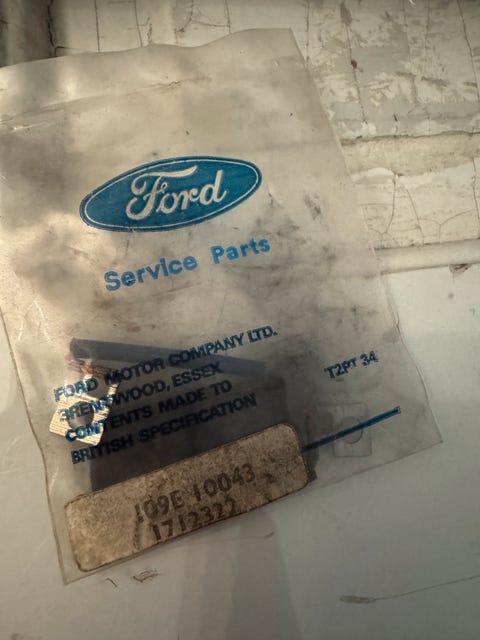 Ford
Service Parts
FORD MOTOR COMPANY LTD.
BRENTWOOD, ESSEX
CONTENTS MADE TO
BRITISH SPECIFICATION
T2PT 34
109E 10043
1712322